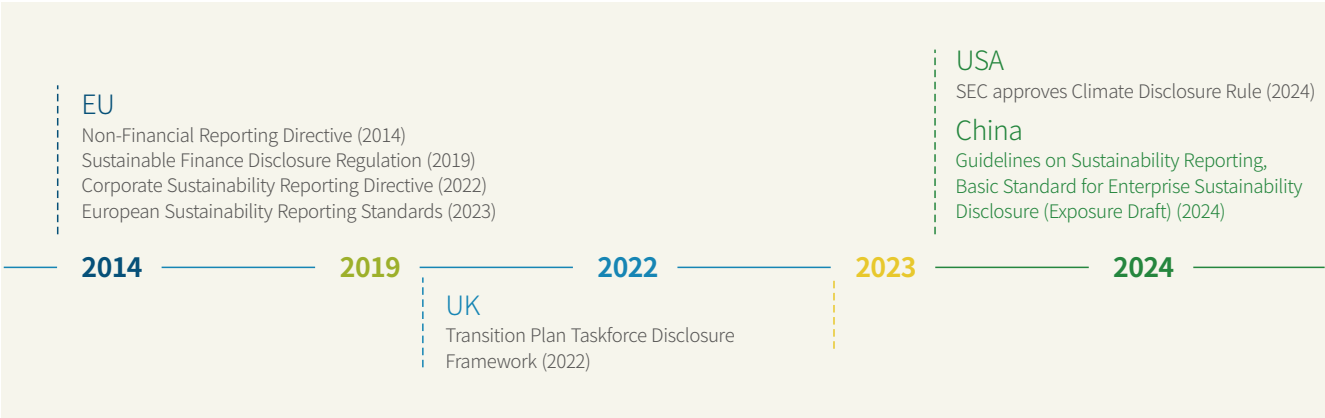 EU
Non-Financial Reporting Directive (2014)
Sustainable Finance Disclosure Regulation (2019)
Corporate Sustainability Reporting Directive (2022)
European Sustainability Reporting Standards (2023)
USA
SEC approves Climate Disclosure Rule (2024)
China
Guidelines on Sustainability Reporting,
Basic Standard for Enterprise Sustainability
Disclosure (Exposure Draft) (2024)
2014
2019
2022
2023
2024
UK
Transition Plan Taskforce Disclosure
Framework (2022)